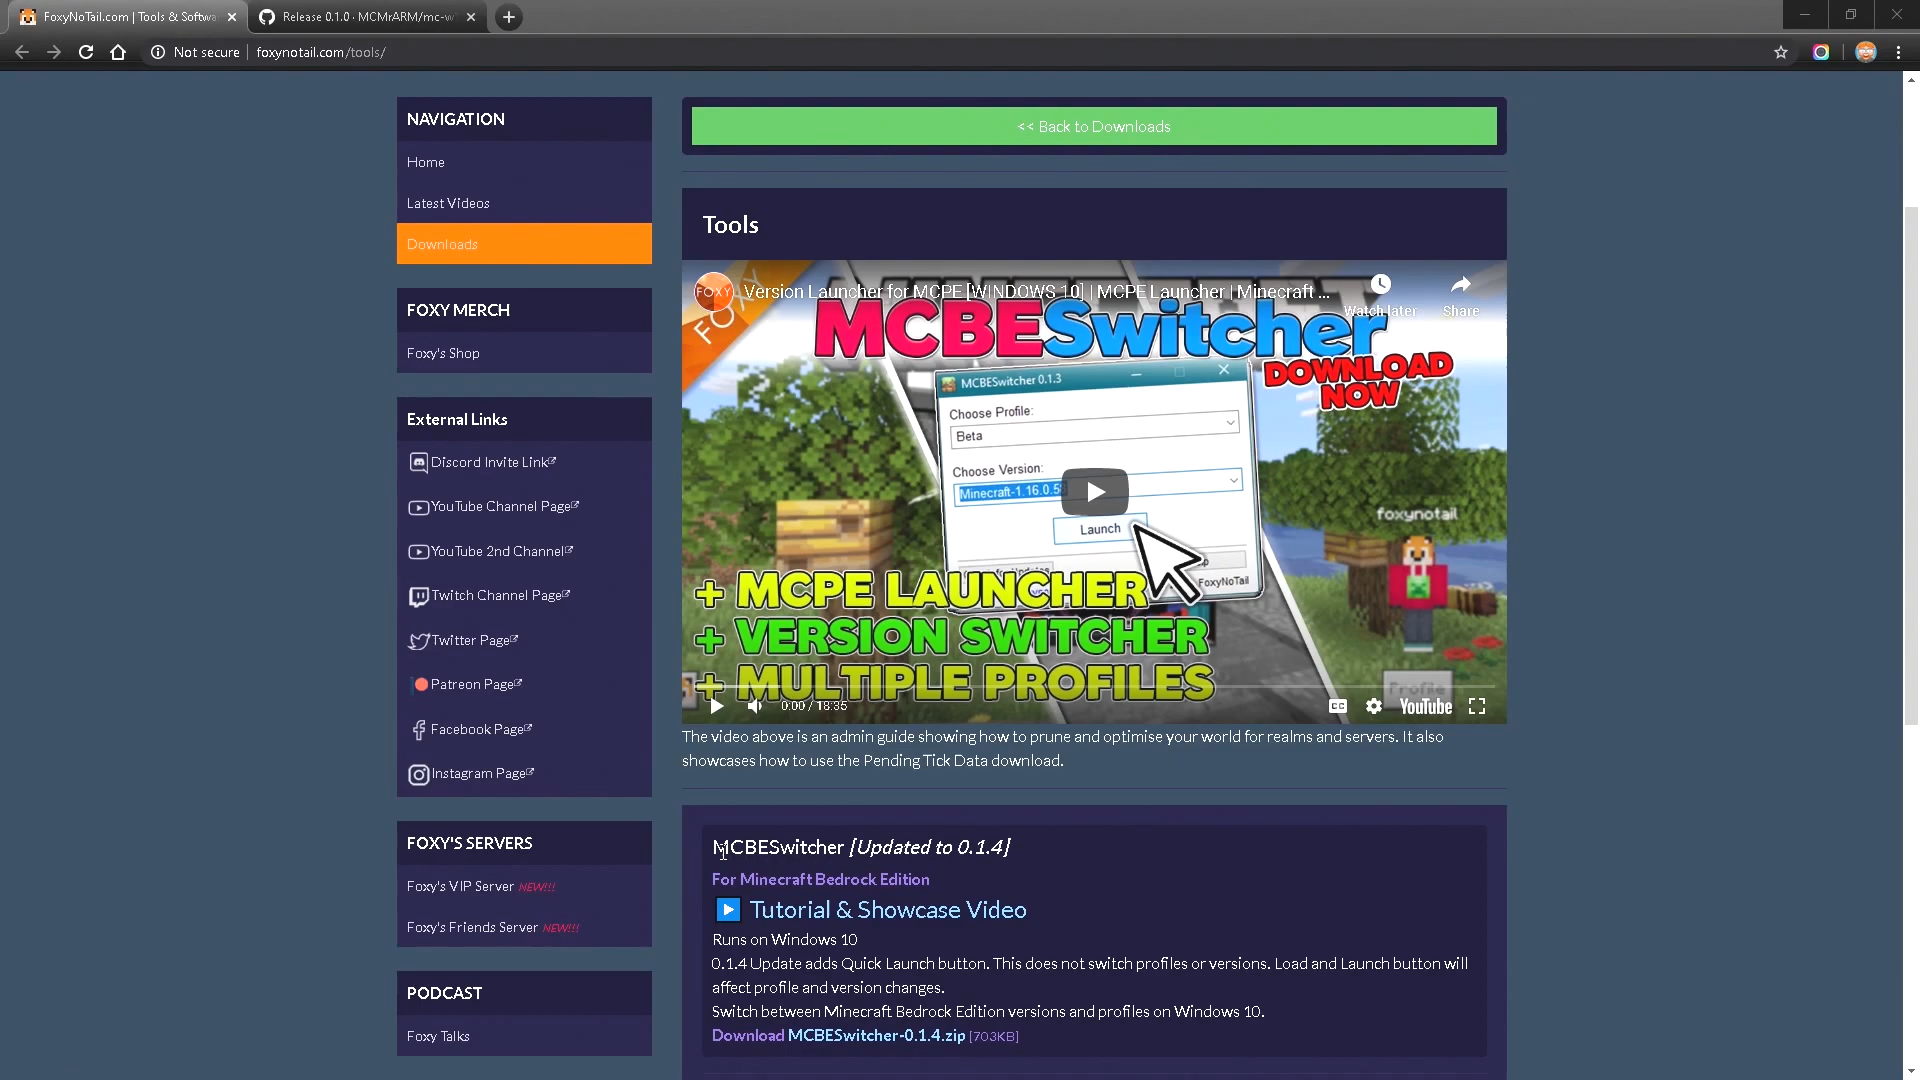 FoxyNoTail.com | Tools & Softwa
Release 0.1.0 · MCMrARM/mc-w
Not secure
foxynotail.com/tools/
NAVIGATION
Home
Latest Videos
Downloads
FOXY MERCH
Foxy's Shop
External Links
Discord Invite Link
YouTube Channel Page
YouTube 2nd Channel
Twitch Channel Page
Twitter Page
Patreon Page
Facebook Page
Instagram Page
FOXY'S SERVERS
Foxy's VIP Server NEW!!!
Foxy's Friends Server NEW!!!
PODCAST
Foxy Talks
<< Back to Downloads
Tools
FOXY
Version Launcher for MCPE [WINDOWS 10] | MCPE Launcher | Minecraft ...
Watch later
Share
FOX
MCBESwitcher
DOWNLOAD
NOW
MCBESwitcher 0.1.3
Choose Profile:
Beta
Choose Version:
Minecraft-1.16.0.5
Launch
FoxyNoTail
foxynotail
Profile
+ MCPE LAUNCHER
+ VERSION SWITCHER
+ MULTIPLE PROFILES
0:00 / 18:35
CC
YouTube
The video above is an admin guide showing how to prune and optimise your world for realms and servers. It also
showcases how to use the Pending Tick Data download.
MCBESwitcher [Updated to 0.1.4]
For Minecraft Bedrock Edition
Tutorial & Showcase Video
Runs on Windows 10
0.1.4 Update adds Quick Launch button. This does not switch profiles or versions. Load and Launch button will
affect profile and version changes.
Switch between Minecraft Bedrock Edition versions and profiles on Windows 10.
Download MCBESwitcher-0.1.4.zip [703KB]